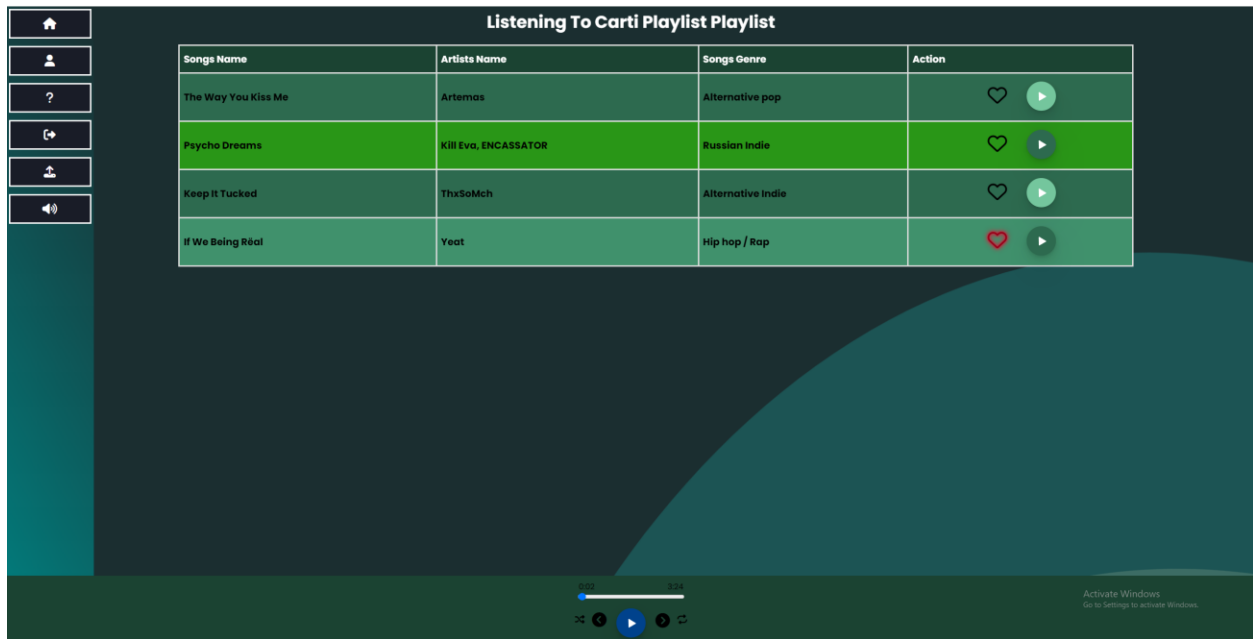 Listening To Carti Playlist Playlist
Songs Name Artists Name Songs Genre Action
The Way You Kiss Me Artemas Alternative pop
?
Psycho Dreams Kill Eva, ENCASSATOR Russian Indie
Keep It Tucked ThxSoMch Alternative Indie
If We Being Rëal Yeat Hip hop / Rap
0:02 3:24
Activate Windows
Go to Settings to activate Windows.